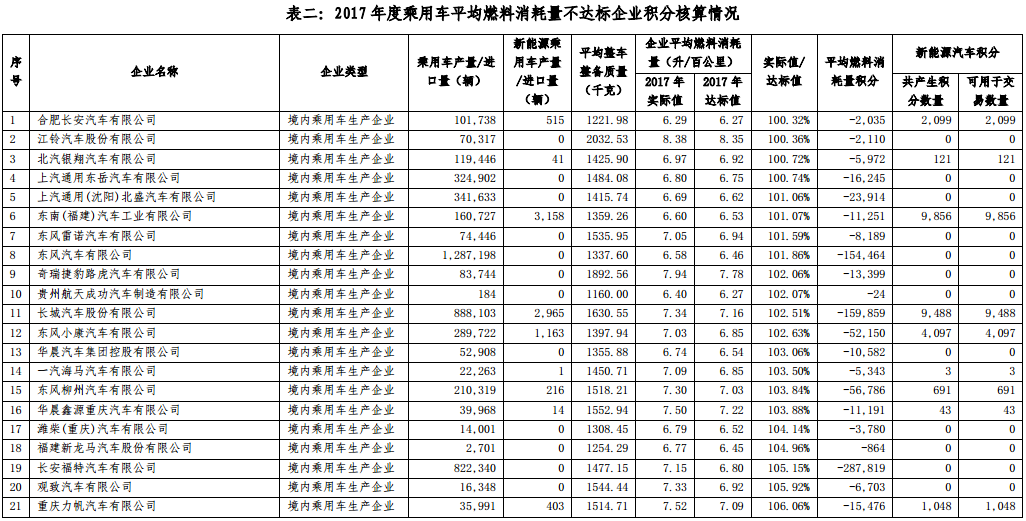 表二：2017 年度乘用车平均燃料消耗量不达标企业积分核算情况
序号 企业名称 企业类型 乘用车产量/进口量（辆） 新能源乘用车产量/进口量（辆） 平均整车整备质量（千克） 企业平均燃料消耗量（升/百公里） 实际值/达标值 平均燃料消耗量积分 新能源汽车积分
2017 年实际值 2017 年达标值 共产生积分数量 可用于交易数量
1 合肥长安汽车有限公司 境内乘用车生产企业 101,738 515 1221.98 6.29 6.27 100.32% -2,035 2,099 2,099
2 江铃汽车股份有限公司 境内乘用车生产企业 70,317 0 2032.53 8.38 8.35 100.36% -2,110 0 0
3 北汽银翔汽车有限公司 境内乘用车生产企业 119,446 41 1425.90 6.97 6.92 100.72% -5,972 121 121
4 上汽通用东岳汽车有限公司 境内乘用车生产企业 324,902 0 1484.08 6.80 6.75 100.74% -16,245 0 0
5 上汽通用(沈阳)北盛汽车有限公司 境内乘用车生产企业 341,633 0 1415.74 6.69 6.62 101.06% -23,914 0 0
6 东南(福建)汽车工业有限公司 境内乘用车生产企业 160,727 3,158 1359.26 6.60 6.53 101.07% -11,251 9,856 9,856
7 东风雷诺汽车有限公司 境内乘用车生产企业 74,446 0 1535.95 7.05 6.94 101.59% -8,189 0 0
8 东风汽车有限公司 境内乘用车生产企业 1,287,198 0 1337.60 6.58 6.46 101.86% -154,464 0 0
9 奇瑞捷豹路虎汽车有限公司 境内乘用车生产企业 83,744 0 1892.56 7.94 7.78 102.06% -13,399 0 0
10 贵州航天成功汽车制造有限公司 境内乘用车生产企业 184 0 1160.00 6.40 6.27 102.07% -24 0 0
11 长城汽车股份有限公司 境内乘用车生产企业 888,103 2,965 1630.55 7.34 7.16 102.51% -159,859 9,488 9,488
12 东风小康汽车有限公司 境内乘用车生产企业 289,722 1,163 1397.94 7.03 6.85 102.63% -52,150 4,097 4,097
13 华晨汽车集团控股有限公司 境内乘用车生产企业 52,908 0 1355.88 6.74 6.54 103.06% -10,582 0 0
14 一汽海马汽车有限公司 境内乘用车生产企业 22,263 1 1450.71 7.09 6.85 103.50% -5,343 3 3
15 东风柳州汽车有限公司 境内乘用车生产企业 210,319 216 1518.21 7.30 7.03 103.84% -56,786 691 691
16 华晨鑫源重庆汽车有限公司 境内乘用车生产企业 39,968 14 1552.94 7.50 7.22 103.88% -11,191 43 43
17 潍柴(重庆)汽车有限公司 境内乘用车生产企业 14,001 0 1308.45 6.79 6.52 104.14% -3,780 0 0
18 福建新龙马汽车股份有限公司 境内乘用车生产企业 2,701 0 1254.29 6.77 6.45 104.96% -864 0 0
19 长安福特汽车有限公司 境内乘用车生产企业 822,340 0 1477.15 7.15 6.80 105.15% -287,819 0 0
20 观致汽车有限公司 境内乘用车生产企业 16,348 0 1544.44 7.33 6.92 105.92% -6,703 0 0
21 重庆力帆汽车有限公司 境内乘用车生产企业 35,991 403 1514.71 7.52 7.09 106.06% -15,476 1,048 1,048